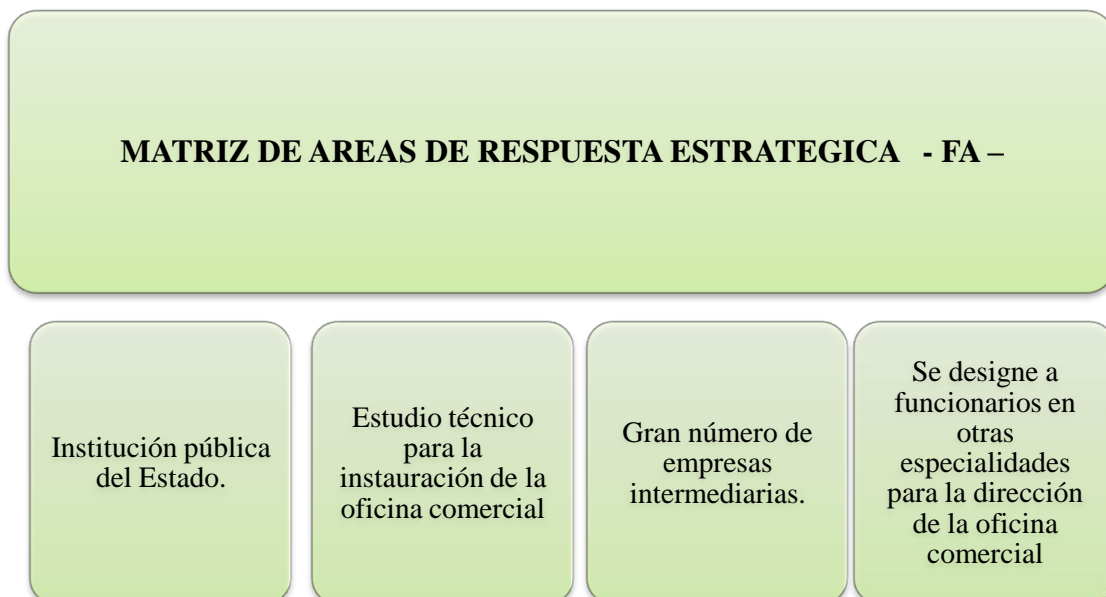 MATRIZ DE AREAS DE RESPUESTA ESTRATEGICA - FA –
Institución pública
del Estado.
Estudio técnico
para la
instauración de la
oficina comercial
Gran número de
empresas
intermediarias.
Se designe a
funcionarios en
otras
especialidades
para la dirección
de la oficina
comercial